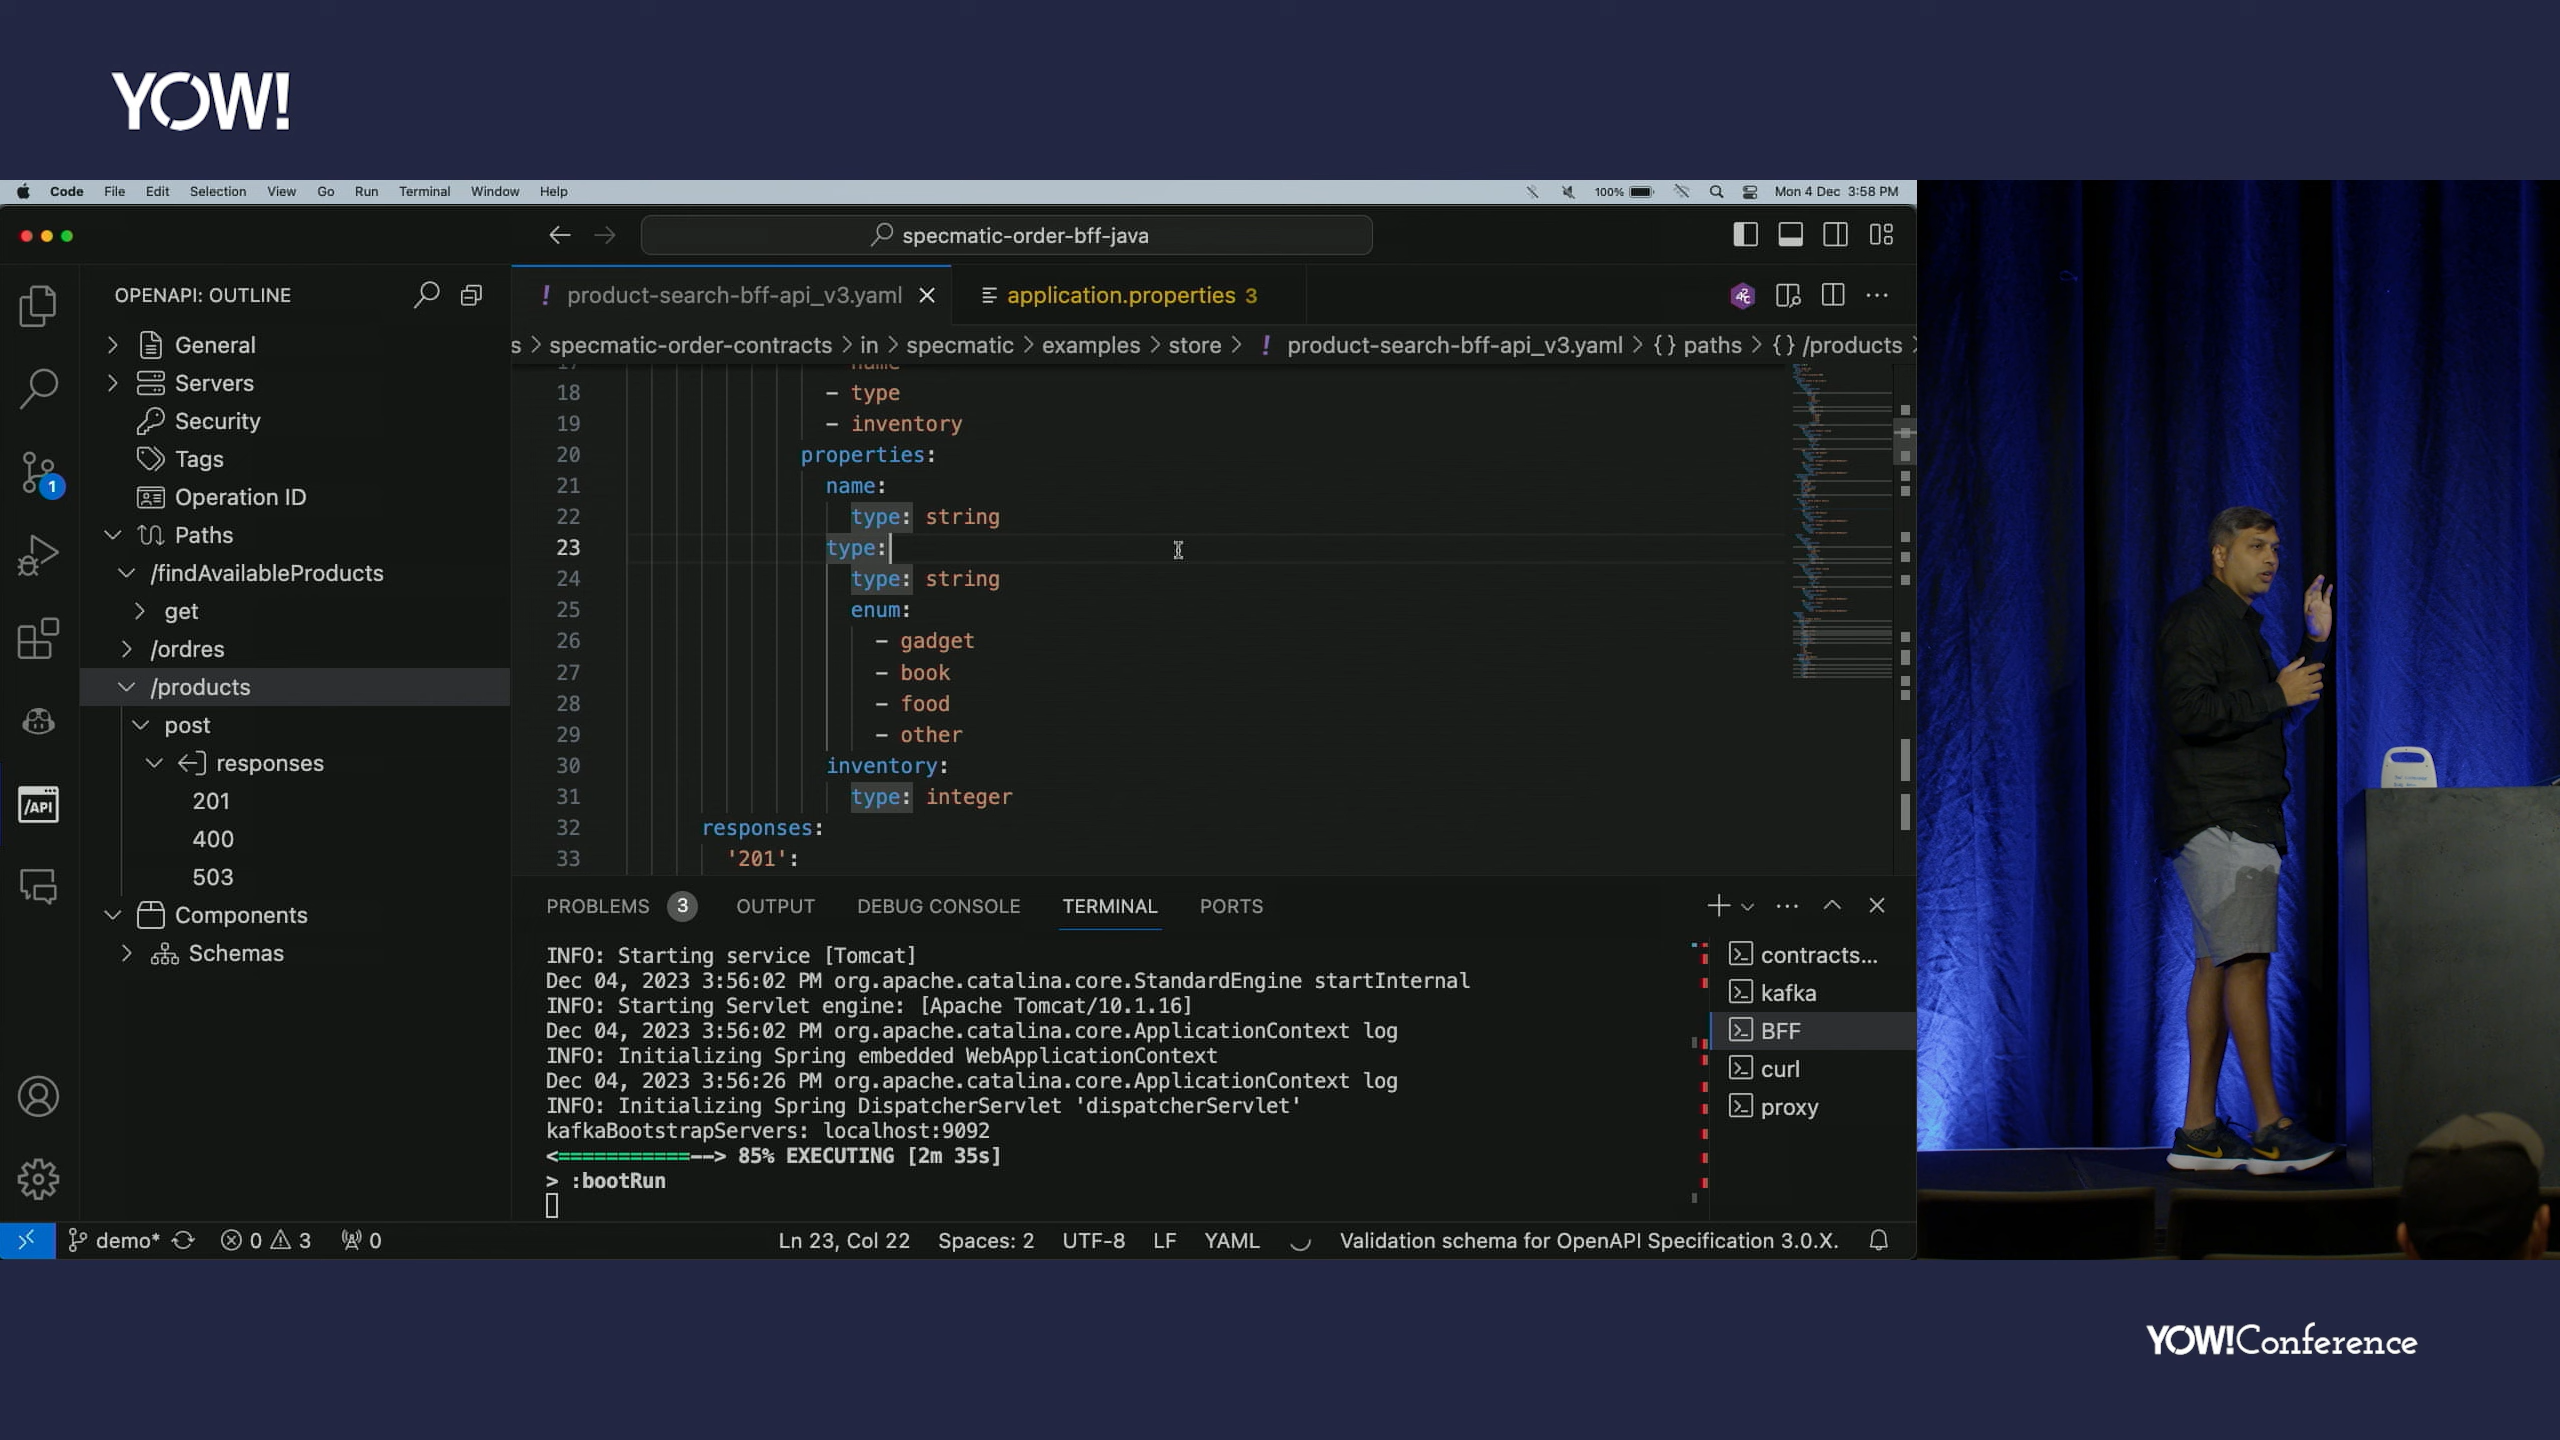 YOW!
Code File Edit Selection View Go Run Terminal Window Help
100% Mon 4 Dec 3:58 PM
specmatic-order-bff-java
OPENAPI: OUTLINE
General
Servers
Security
Tags
Operation ID
Paths
/findAvailableProducts
get
/ordres
/products
post
responses
201
400
503
Components
Schemas
1
/API
! product-search-bff-api_v3.yaml
application.properties 3
s > specmatic-order-contracts > in > specmatic > examples > store > ! product-search-bff-api_v3.yaml > {} paths > {} /products >
17 name
18 - type
19 - inventory
20 properties:
21 name:
22 type: string
23 type:
24 type: string
25 enum:
26 - gadget
27 - book
28 - food
29 - other
30 inventory:
31 type: integer
32 responses:
33 '201':
PROBLEMS 3 OUTPUT DEBUG CONSOLE TERMINAL PORTS
INFO: Starting service [Tomcat]
Dec 04, 2023 3:56:02 PM org.apache.catalina.core.StandardEngine startInternal
INFO: Starting Servlet engine: [Apache Tomcat/10.1.16]
Dec 04, 2023 3:56:02 PM org.apache.catalina.core.ApplicationContext log
INFO: Initializing Spring embedded WebApplicationContext
Dec 04, 2023 3:56:26 PM org.apache.catalina.core.ApplicationContext log
INFO: Initializing Spring DispatcherServlet 'dispatcherServlet'
kafkaBootstrapServers: localhost:9092
<===========--> 85% EXECUTING [2m 35s]
> :bootRun
contracts...
kafka
BFF
curl
proxy
demo* 0 3 0 Ln 23, Col 22 Spaces: 2 UTF-8 LF YAML Validation schema for OpenAPI Specification 3.0.X.
YOW!Conference